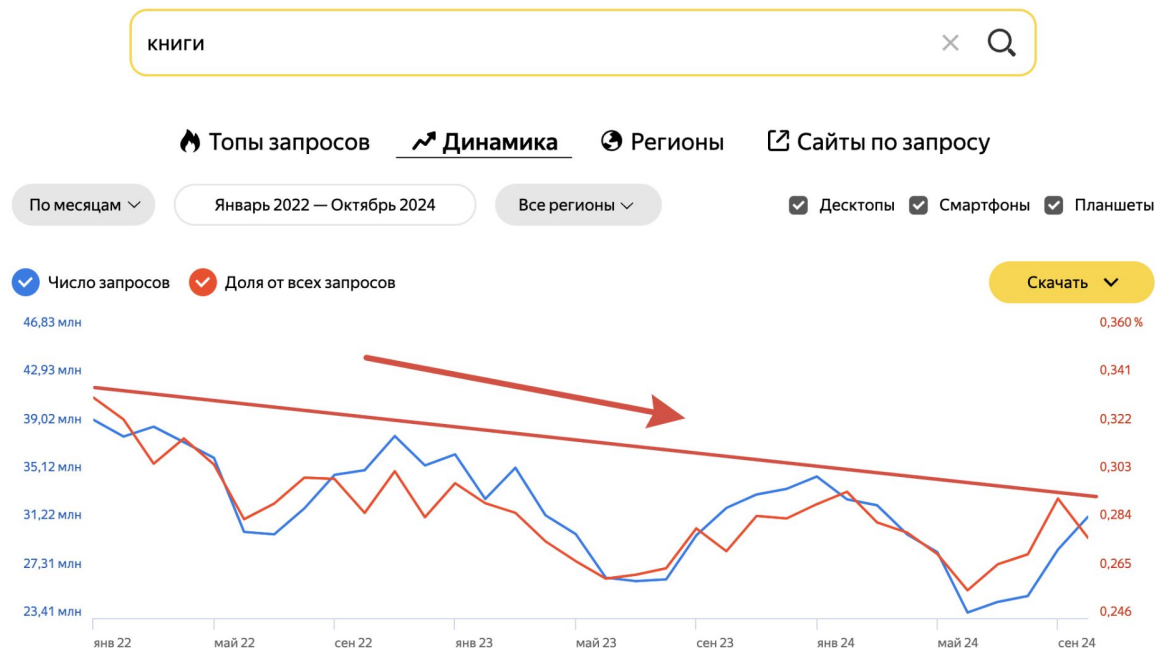 книги
Топы запросов Динамика Регионы Сайты по запросу
По месяцам Январь 2022 — Октябрь 2024 Все регионы Десктопы Смартфоны Планшеты
Число запросов Доля от всех запросов Скачать
46,83 млн 0,360 %
42,93 млн 0,341
39,02 млн 0,322
35,12 млн 0,303
31,22 млн 0,284
27,31 млн 0,265
23,41 млн 0,246
янв 22 май 22 сен 22 янв 23 май 23 сен 23 янв 24 май 24 сен 24